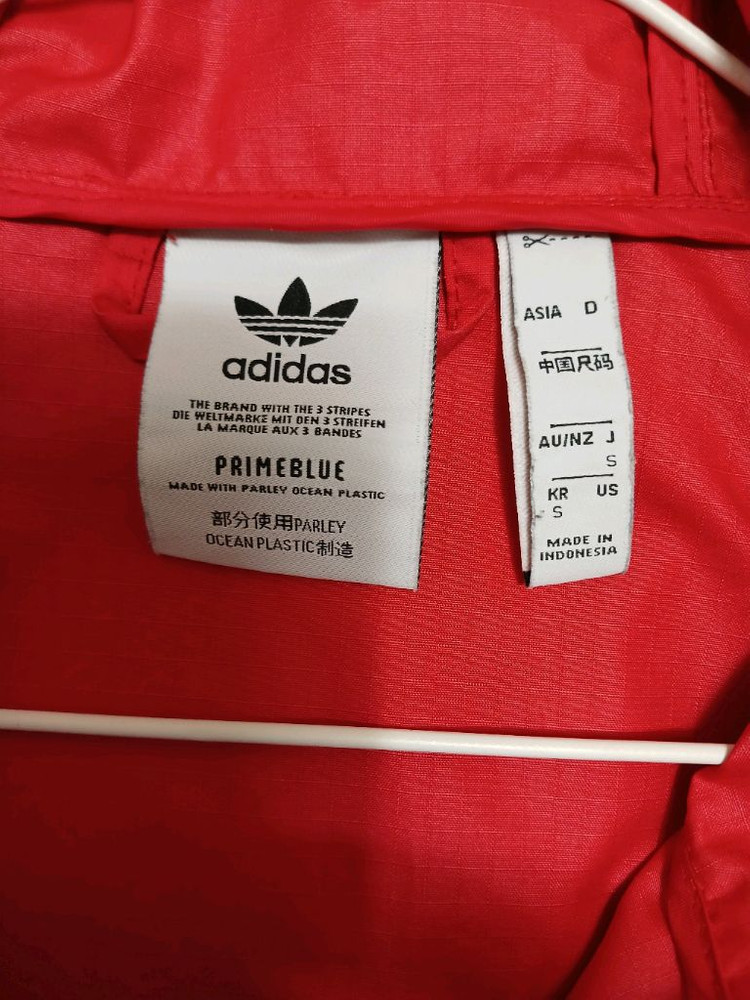 adidas
THE BRAND WITH THE 3 STRIPES
DIE WELTMARKE MIT DEN 3 STREIFEN
LA MARQUE AUX 3 BANDES
PRIMEBLUE
MADE WITH PARLEY OCEAN PLASTIC
部分使用PARLEY
OCEAN PLASTIC制造
ASIA D
中国尺码
AU/NZ J
S
KR US
S
MADE IN
INDONESIA